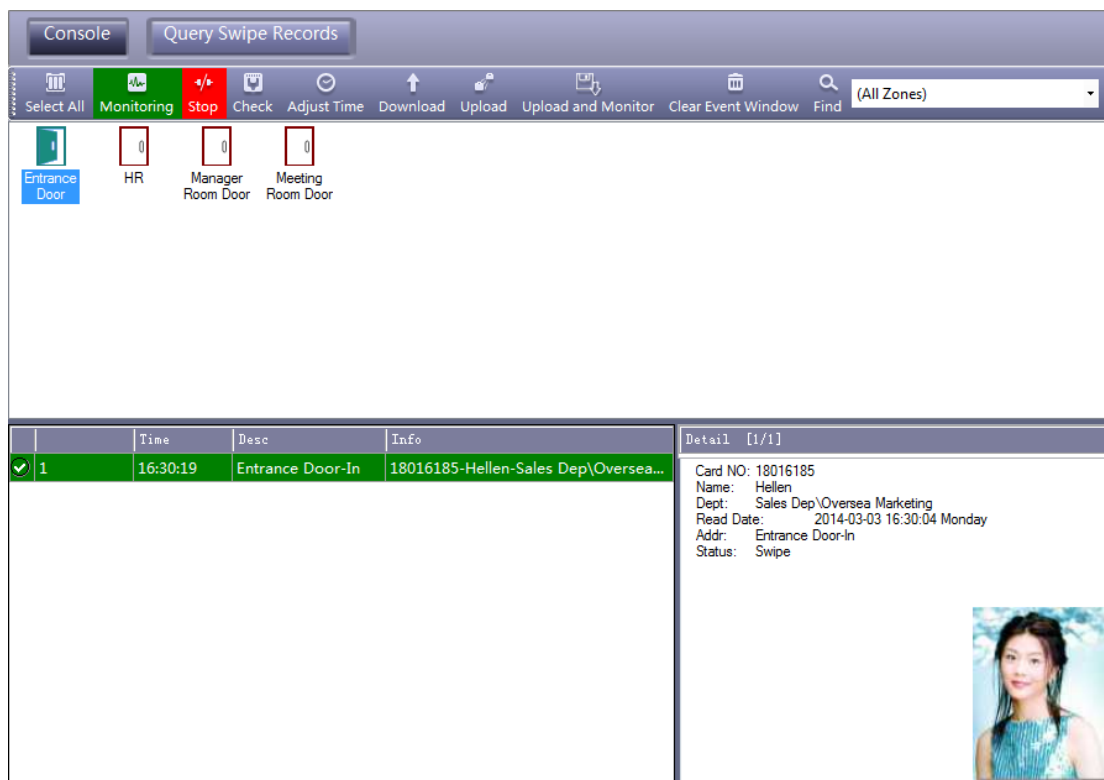 Console Query Swipe Records
Select All Monitoring Stop Check Adjust Time Download Upload Upload and Monitor Clear Event Window Find (All Zones)
Entrance Door
HR
Manager Room Door
Meeting Room Door
Time Desc Info
1 16:30:19 Entrance Door-In 18016185-Hellen-Sales Dep\Oversea...
Detail [1/1]
Card NO: 18016185
Name: Hellen
Dept: Sales Dep\Oversea Marketing
Read Date: 2014-03-03 16:30:04 Monday
Addr: Entrance Door-In
Status: Swipe